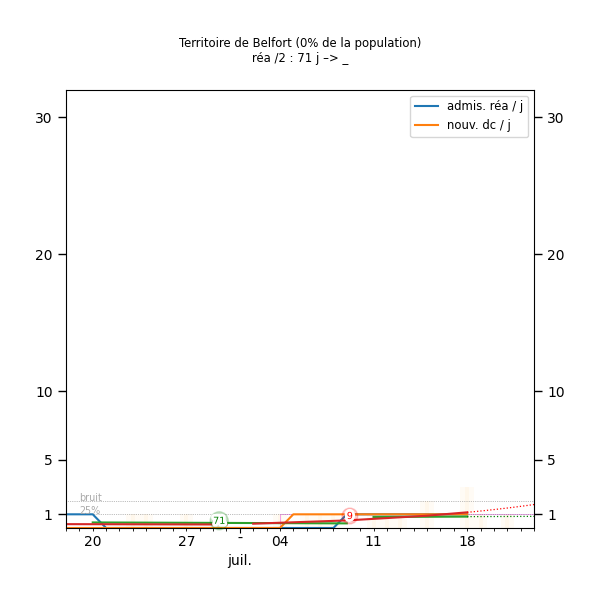 Territoire de Belfort (0% de la population)
réa /2 : 71 j –> _
admis. réa / j
nouv. dc / j
30 30
20 20
10 10
5 5
bruit
25%
1 71 9 1
20 27 - 04 11 18
juil.